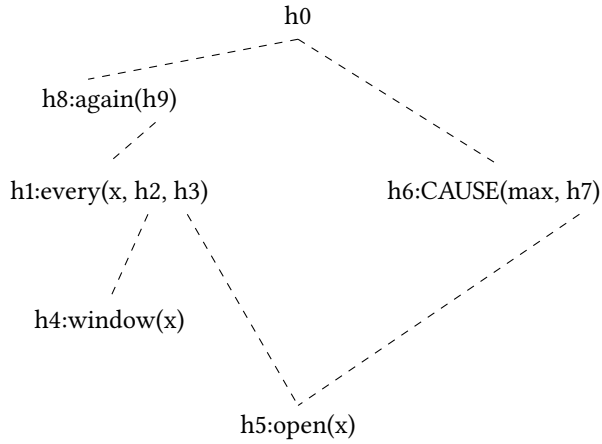 h0
h8:again(h9)
h1:every(x, h2, h3)
h6:CAUSE(max, h7)
h4:window(x)
h5:open(x)